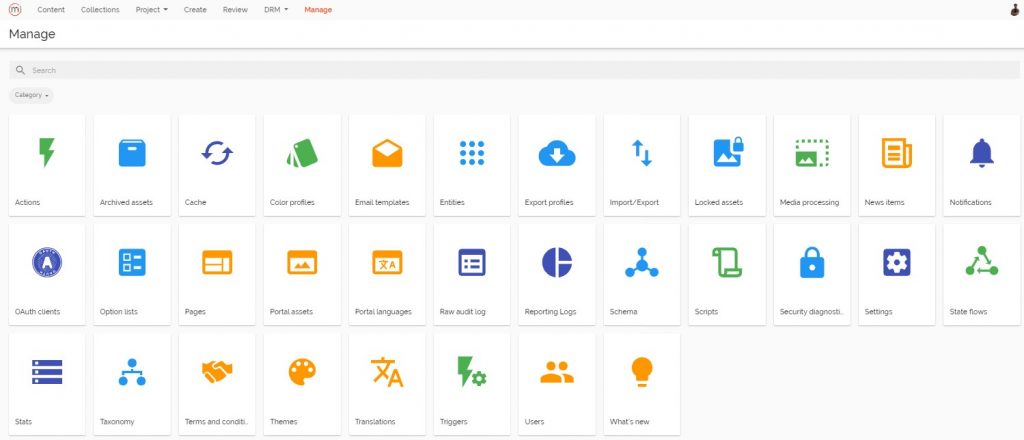 m Content Collections Project Create Review DRM Manage
Manage
Search
Category
Actions Archived assets Cache Color profiles Email templates Entities Export profiles Import/Export Locked assets Media processing News items Notifications
A
OAuth clients Option lists Pages Portal assets Portal languages Raw audit log Reporting Logs Schema Scripts Security diagnosti... Settings State flows
Stats Taxonomy Terms and conditi... Themes Translations Triggers Users What's new